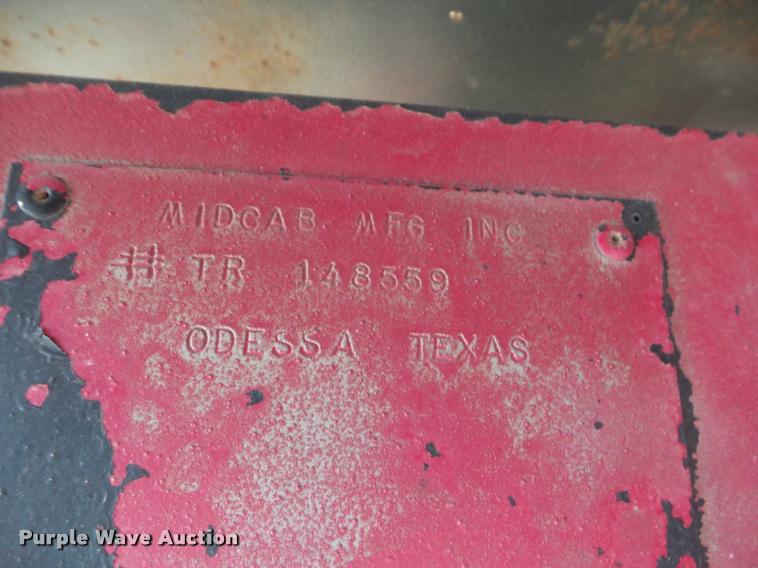 MIDCAB MFG INC
# TR 148559
ODESSA TEXAS
Purple Wave Auction